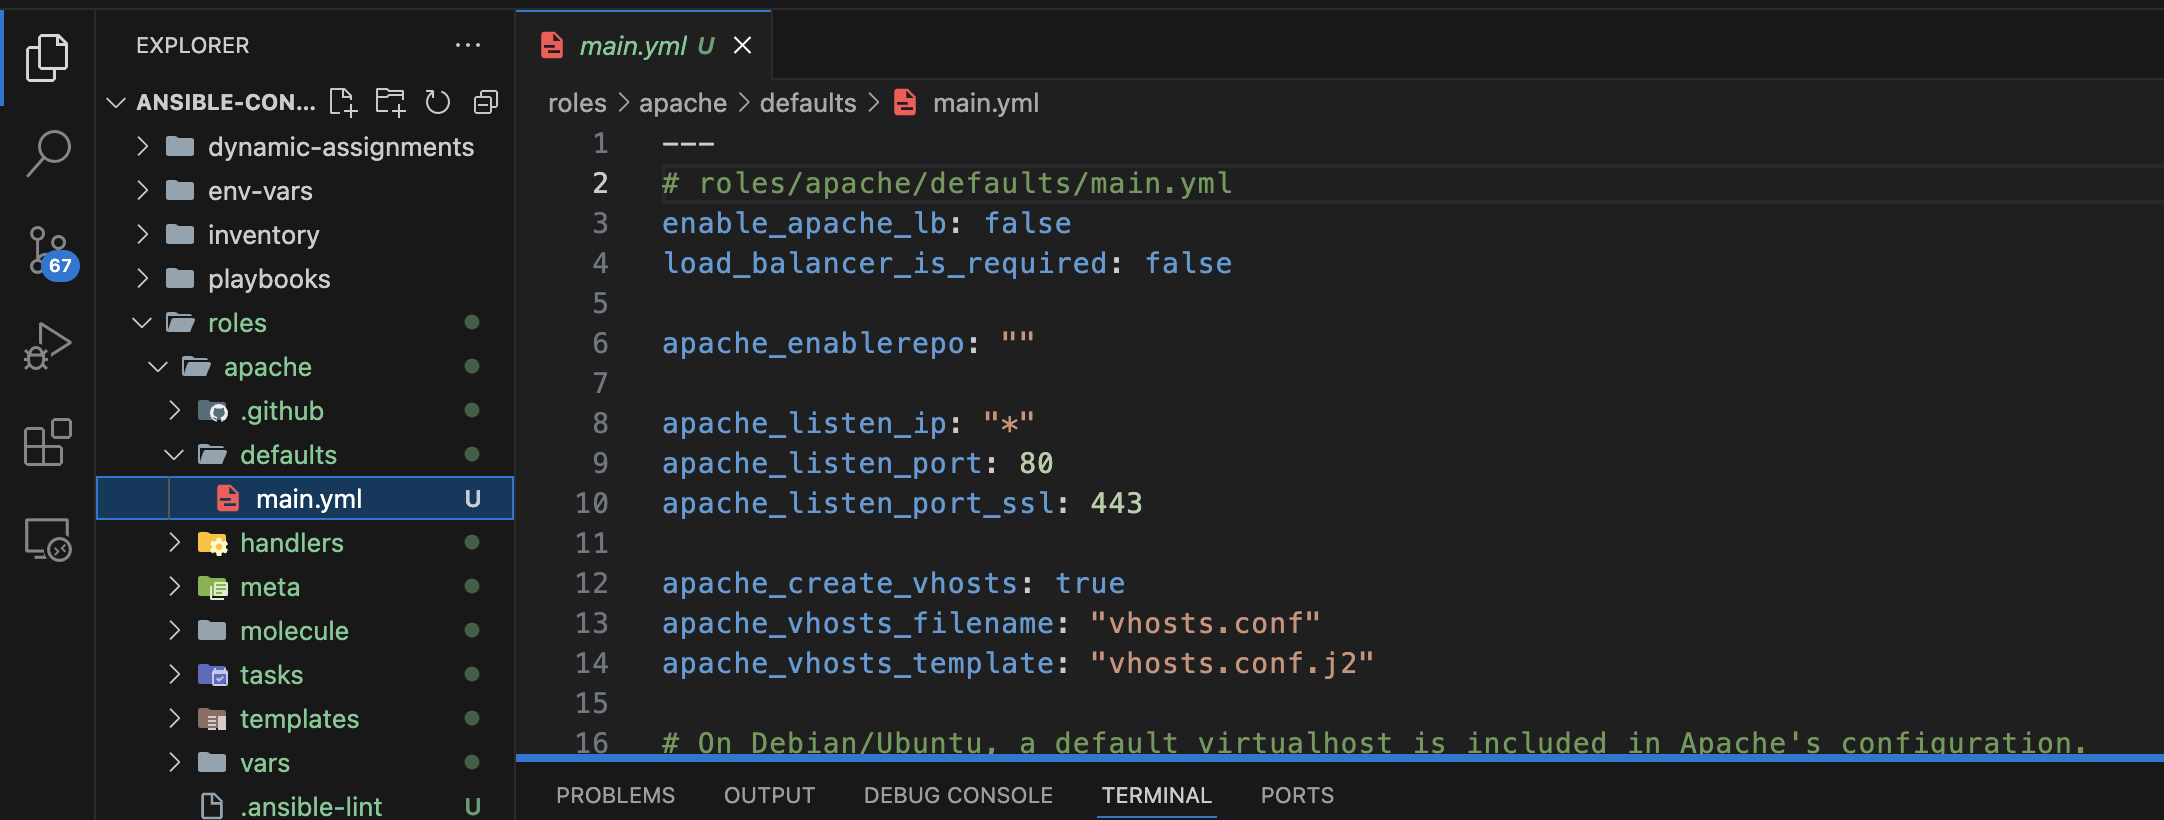 EXPLORER
ANSIBLE-CON...
dynamic-assignments
env-vars
inventory
playbooks
roles
apache
.github
defaults
main.yml U
handlers
meta
molecule
tasks
templates
vars
.ansible-lint U
67
main.yml U
roles > apache > defaults > main.yml
1 ---
2 # roles/apache/defaults/main.yml
3 enable_apache_lb: false
4 load_balancer_is_required: false
5
6 apache_enablerepo: ""
7
8 apache_listen_ip: "*"
9 apache_listen_port: 80
10 apache_listen_port_ssl: 443
11
12 apache_create_vhosts: true
13 apache_vhosts_filename: "vhosts.conf"
14 apache_vhosts_template: "vhosts.conf.j2"
15
16 # On Debian/Ubuntu, a default virtualhost is included in Apache's configuration.
PROBLEMS OUTPUT DEBUG CONSOLE TERMINAL PORTS